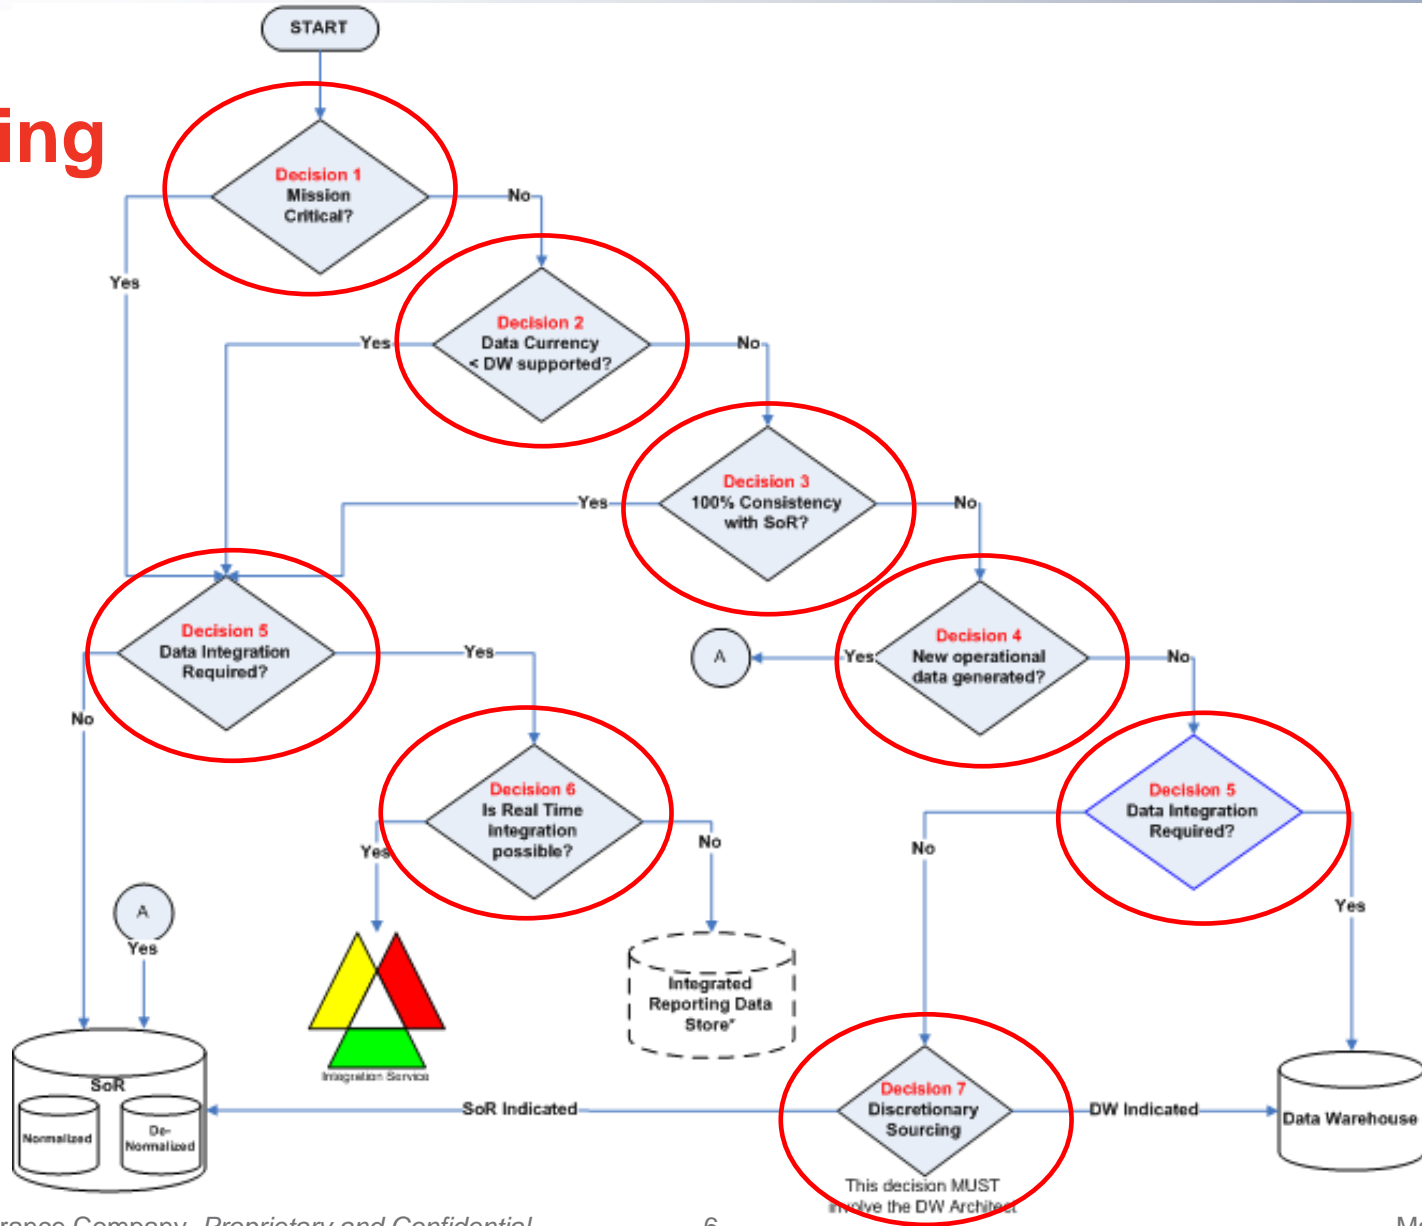 START
ing
Decision 1
Mission
Critical?
No
Yes
Decision 2
Data Currency
< DW supported?
Yes
No
Decision 3
100% Consistency
with SoR?
Yes
No
Decision 5
Data Integration
Required?
Yes
No
A
Yes
Decision 4
New operational
data generated?
No
Decision 6
Is Real Time
integration
possible?
Yes
No
Decision 5
Data Integration
Required?
No
Yes
A
Yes
Integration Service
Integrated
Reporting Data
Store*
SoR
Normalized
De-
Normalized
SoR Indicated
Decision 7
Discretionary
Sourcing
DW Indicated
Data Warehouse
This decision MUST
involve the DW Architect
rance Company Proprietary and Confidential
6